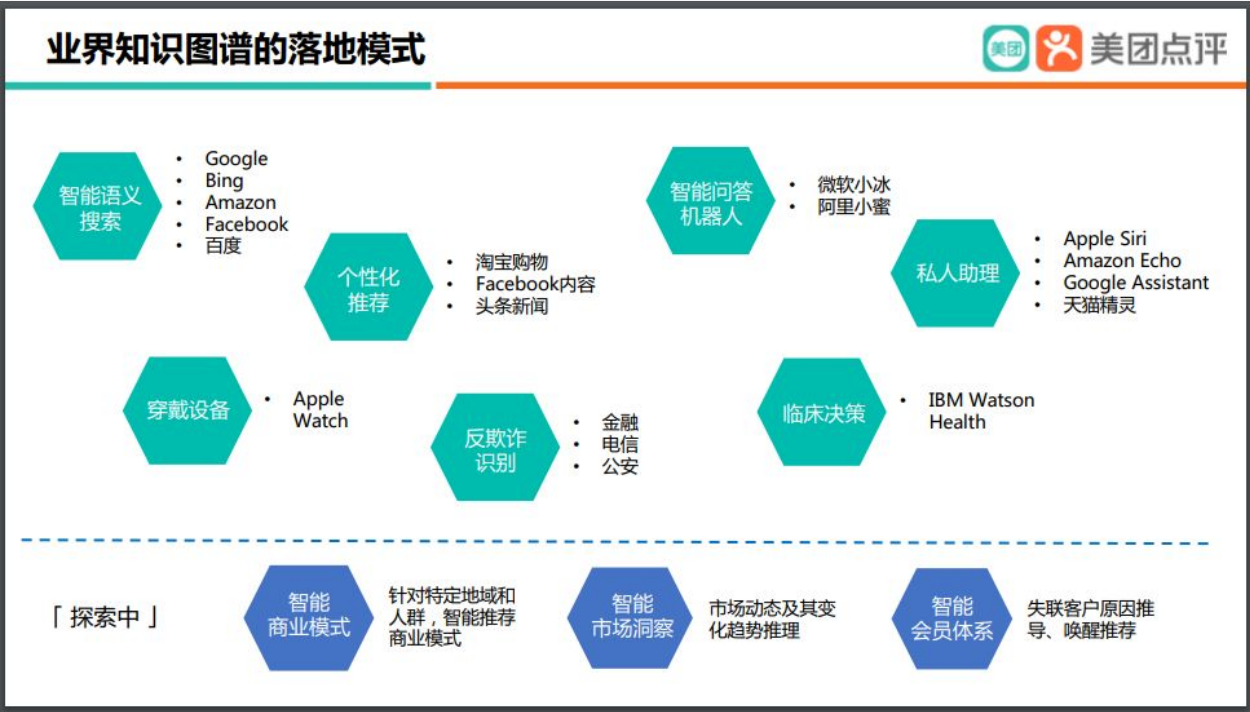 业界知识图谱的落地模式
美团
美团点评
智能语义
搜索
• Google
• Bing
• Amazon
• Facebook
• 百度
个性化
推荐
• 淘宝购物
• Facebook内容
• 头条新闻
智能问答
机器人
• 微软小冰
• 阿里小蜜
私人助理
• Apple Siri
• Amazon Echo
• Google Assistant
• 天猫精灵
穿戴设备
• Apple
Watch
反欺诈
识别
• 金融
• 电信
• 公安
临床决策
• IBM Watson
Health
「 探索中 」
智能
商业模式
针对特定地域和
人群，智能推荐
商业模式
智能
市场洞察
市场动态及其变
化趋势推理
智能
会员体系
失联客户原因推
导、唤醒推荐